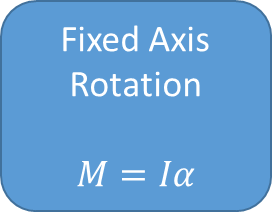 Fixed Axis
Rotation
M = Iα